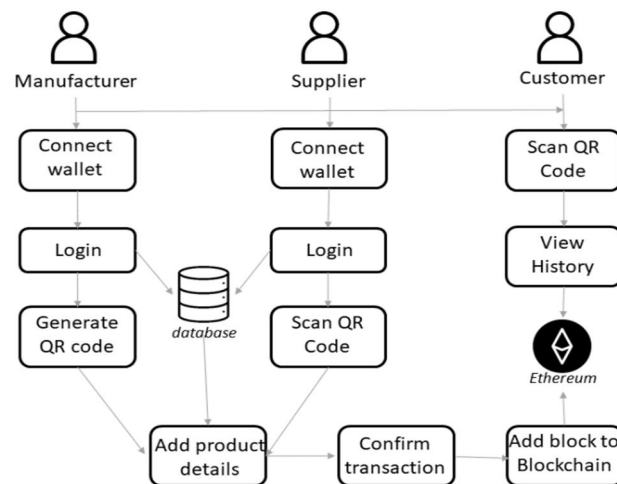 Manufacturer
Supplier
Customer
Connect
wallet
Connect
wallet
Scan QR
Code
Login
Login
View
History
database
Generate
QR code
Scan QR
Code
Ethereum
Add product
details
Confirm
transaction
Add block to
Blockchain